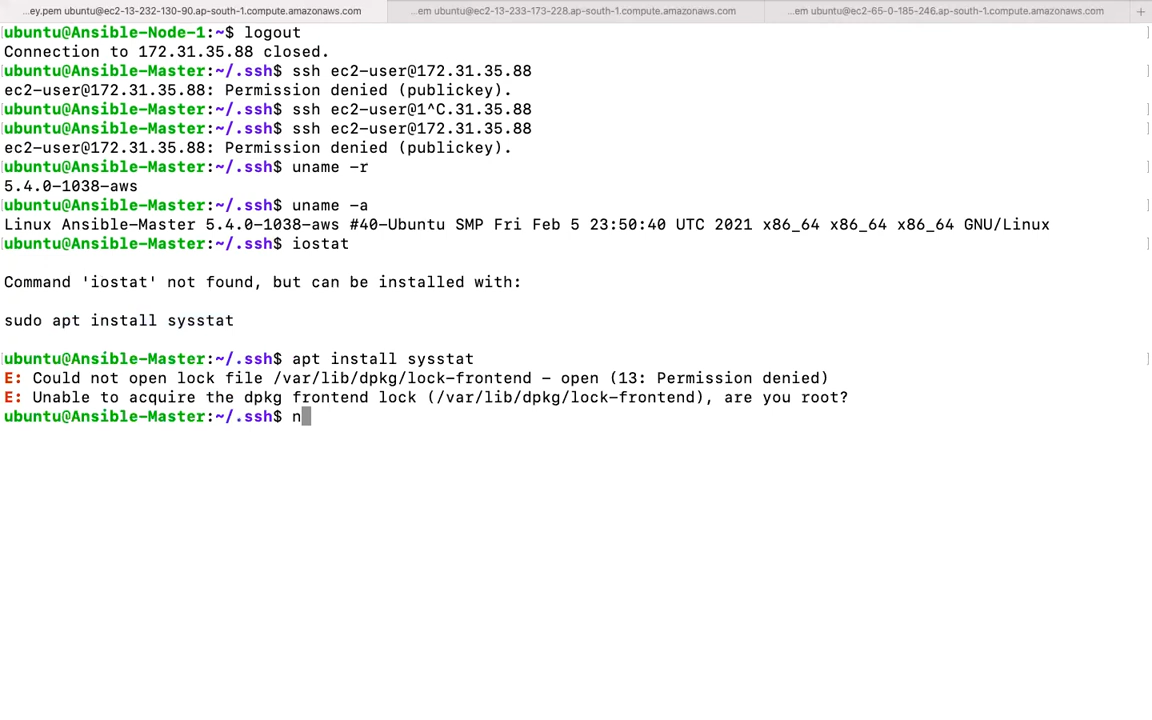 ...ey.pem ubuntu@ec2-13-232-130-90.ap-south-1.compute.amazonaws.com ...em ubuntu@ec2-13-233-173-228.ap-south-1.compute.amazonaws.com ...em ubuntu@ec2-65-0-185-246.ap-south-1.compute.amazonaws.com +
ubuntu@Ansible-Node-1:~$ logout
Connection to 172.31.35.88 closed.
ubuntu@Ansible-Master:~/.ssh$ ssh ec2-user@172.31.35.88
ec2-user@172.31.35.88: Permission denied (publickey).
ubuntu@Ansible-Master:~/.ssh$ ssh ec2-user@1^C.31.35.88
ubuntu@Ansible-Master:~/.ssh$ ssh ec2-user@172.31.35.88
ec2-user@172.31.35.88: Permission denied (publickey).
ubuntu@Ansible-Master:~/.ssh$ uname -r
5.4.0-1038-aws
ubuntu@Ansible-Master:~/.ssh$ uname -a
Linux Ansible-Master 5.4.0-1038-aws #40-Ubuntu SMP Fri Feb 5 23:50:40 UTC 2021 x86_64 x86_64 x86_64 GNU/Linux
ubuntu@Ansible-Master:~/.ssh$ iostat
Command 'iostat' not found, but can be installed with:
sudo apt install sysstat
ubuntu@Ansible-Master:~/.ssh$ apt install sysstat
E: Could not open lock file /var/lib/dpkg/lock-frontend - open (13: Permission denied)
E: Unable to acquire the dpkg frontend lock (/var/lib/dpkg/lock-frontend), are you root?
ubuntu@Ansible-Master:~/.ssh$ n